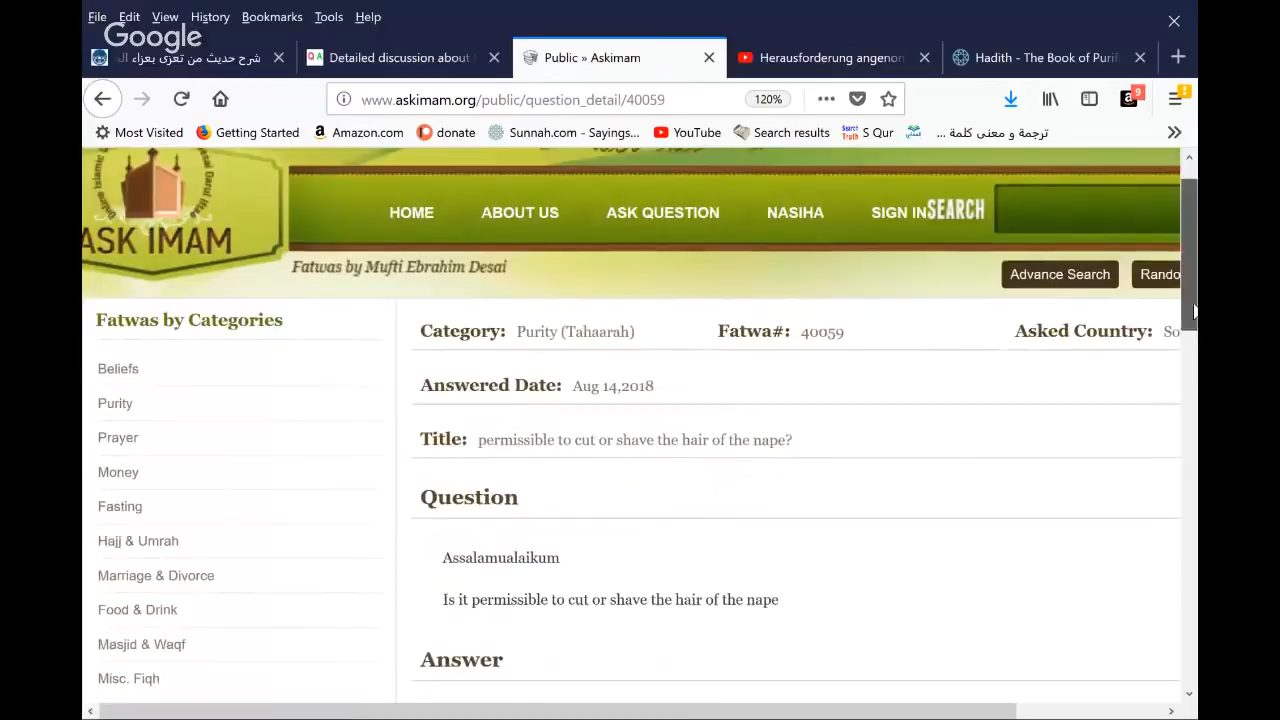 File Edit View History Bookmarks Tools Help
Google
شرح حديث من تعزى بعزاء ال
Q A Detailed discussion about
Public » Askimam
Herausforderung angenon
Hadith - The Book of Purif
www.askimam.org/public/question_detail/40059
120%
9
Most Visited Getting Started Amazon.com donate Sunnah.com - Sayings... YouTube Search results Search Truth S Qur ترجمة و معنى كلمة ...
HOME ABOUT US ASK QUESTION NASIHA SIGN IN SEARCH
ASK IMAM
Fatwas by Mufti Ebrahim Desai
Advance Search Rando
Fatwas by Categories
Beliefs
Purity
Prayer
Money
Fasting
Hajj & Umrah
Marriage & Divorce
Food & Drink
Masjid & Waqf
Misc. Fiqh
Category: Purity (Tahaarah) Fatwa#: 40059 Asked Country: So
Answered Date: Aug 14,2018
Title: permissible to cut or shave the hair of the nape?
Question
Assalamualaikum
Is it permissible to cut or shave the hair of the nape
Answer